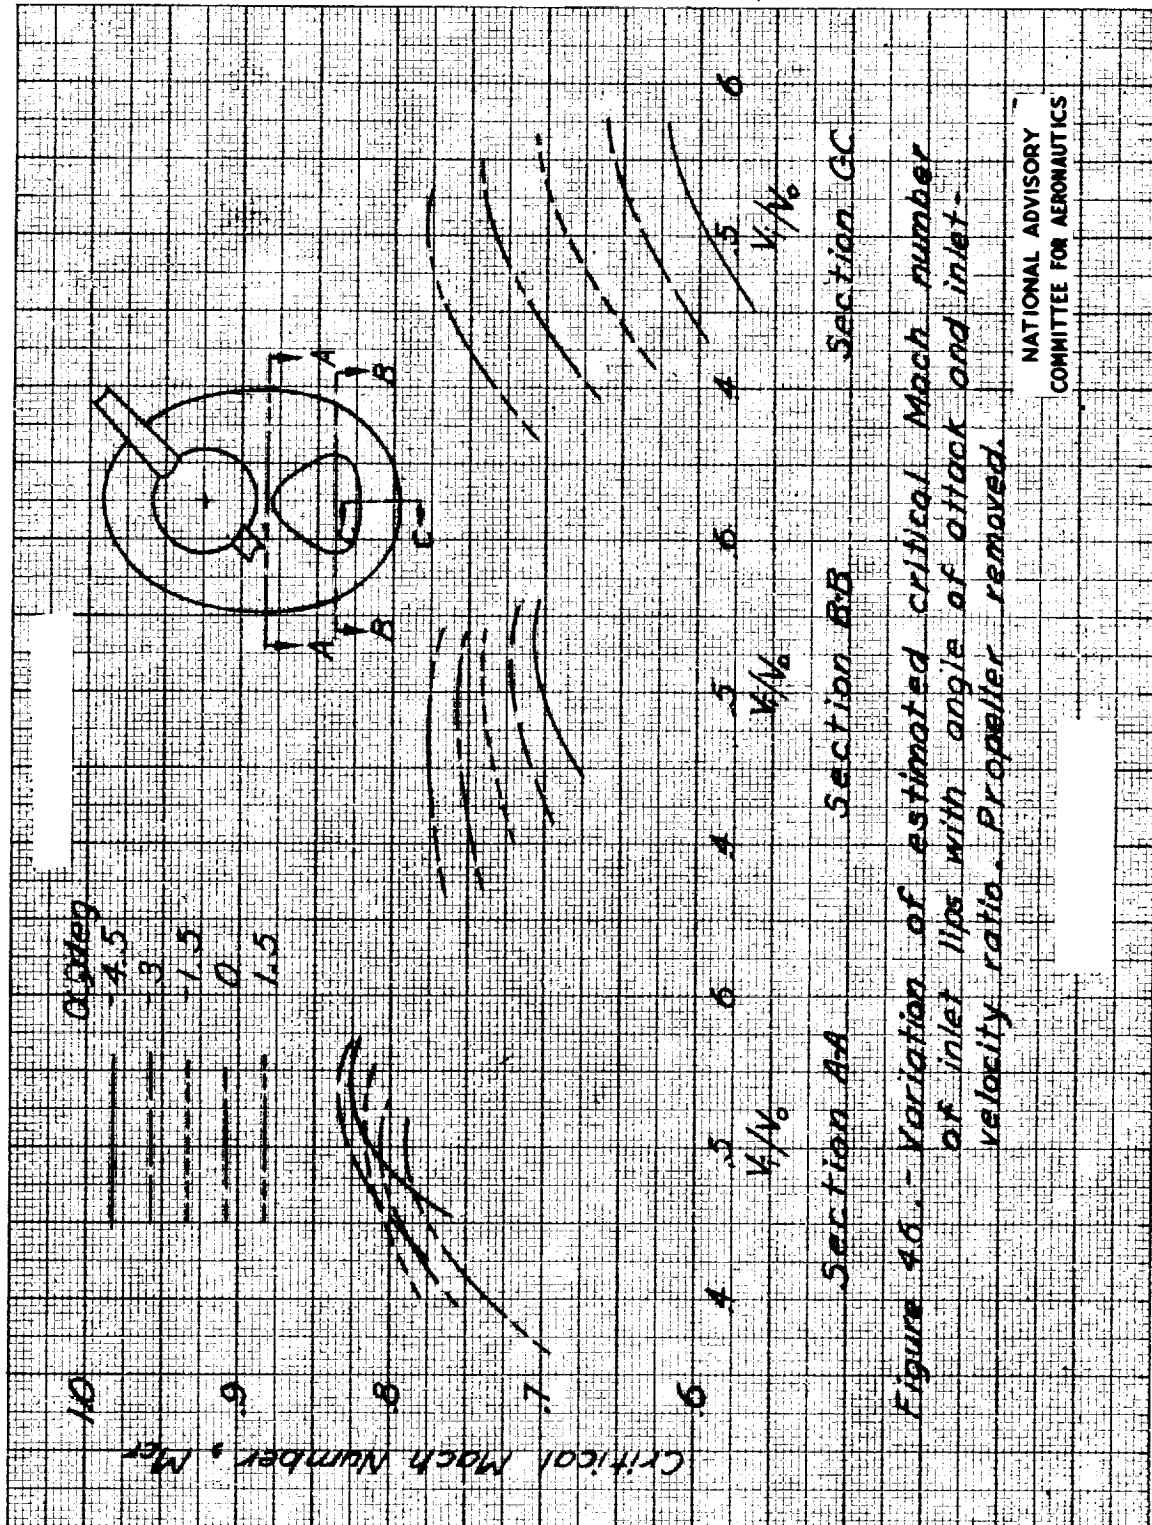 α, deg
-4.5
-3
-1.5
0
1.5
Critical Mach Number, Mcr
1.0
.9
.8
.7
.6
A
A
B
B
C
C
.4
.5
.6
V₁/V₀
Section A-A
.4
.5
.6
V₁/V₀
Section B-B
.4
.5
.6
V₁/V₀
Section C-C
Figure 46.- Variation of estimated critical Mach number
of inlet lips with angle of attack and inlet-
velocity ratio. Propeller removed.
NATIONAL ADVISORY
COMMITTEE FOR AERONAUTICS